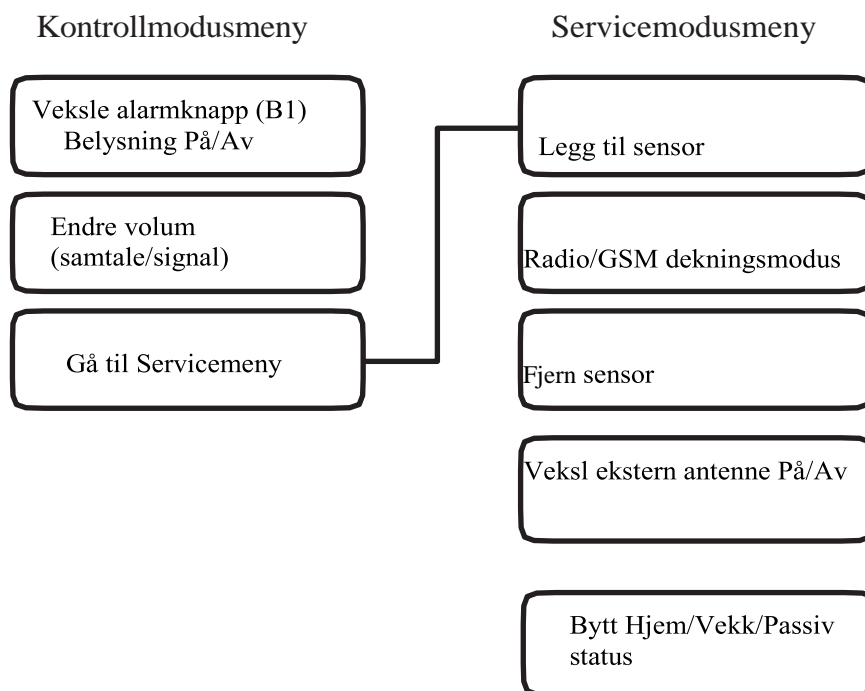 Kontrollmodusmeny
Veksle alarmknapp (B1)
Belysning På/Av
Endre volum
(samtale/signal)
Gå til Servicemeny
Servicemodusmeny
Legg til sensor
Radio/GSM dekningsmodus
Fjern sensor
Veksl ekstern antenne På/Av
Bytt Hjem/Vekk/Passiv
status